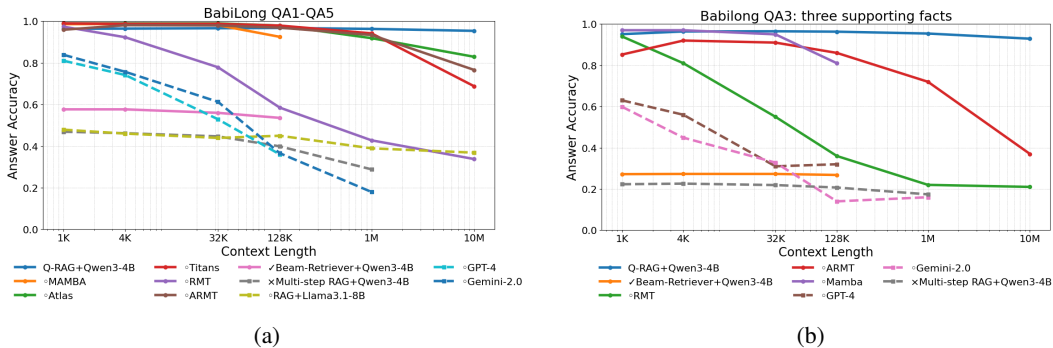 BabiLong QA1-QA5
Answer Accuracy
1.0
0.8
0.6
0.4
0.2
0.0
1K 4K 32K 128K 1M 10M
Context Length
Q-RAG+Qwen3-4B
◦MAMBA
◦Atlas
◦Titans
◦RMT
◦ARMT
✓Beam-Retriever+Qwen3-4B
×Multi-step RAG+Qwen3-4B
◦RAG+Llama3.1-8B
◦GPT-4
◦Gemini-2.0
(a)
Babilong QA3: three supporting facts
Answer Accuracy
1.0
0.8
0.6
0.4
0.2
0.0
1K 4K 32K 128K 1M 10M
Context Length
Q-RAG+Qwen3-4B
✓Beam-Retriever+Qwen3-4B
◦RMT
◦ARMT
◦Mamba
◦GPT-4
◦Gemini-2.0
×Multi-step RAG+Qwen3-4B
(b)